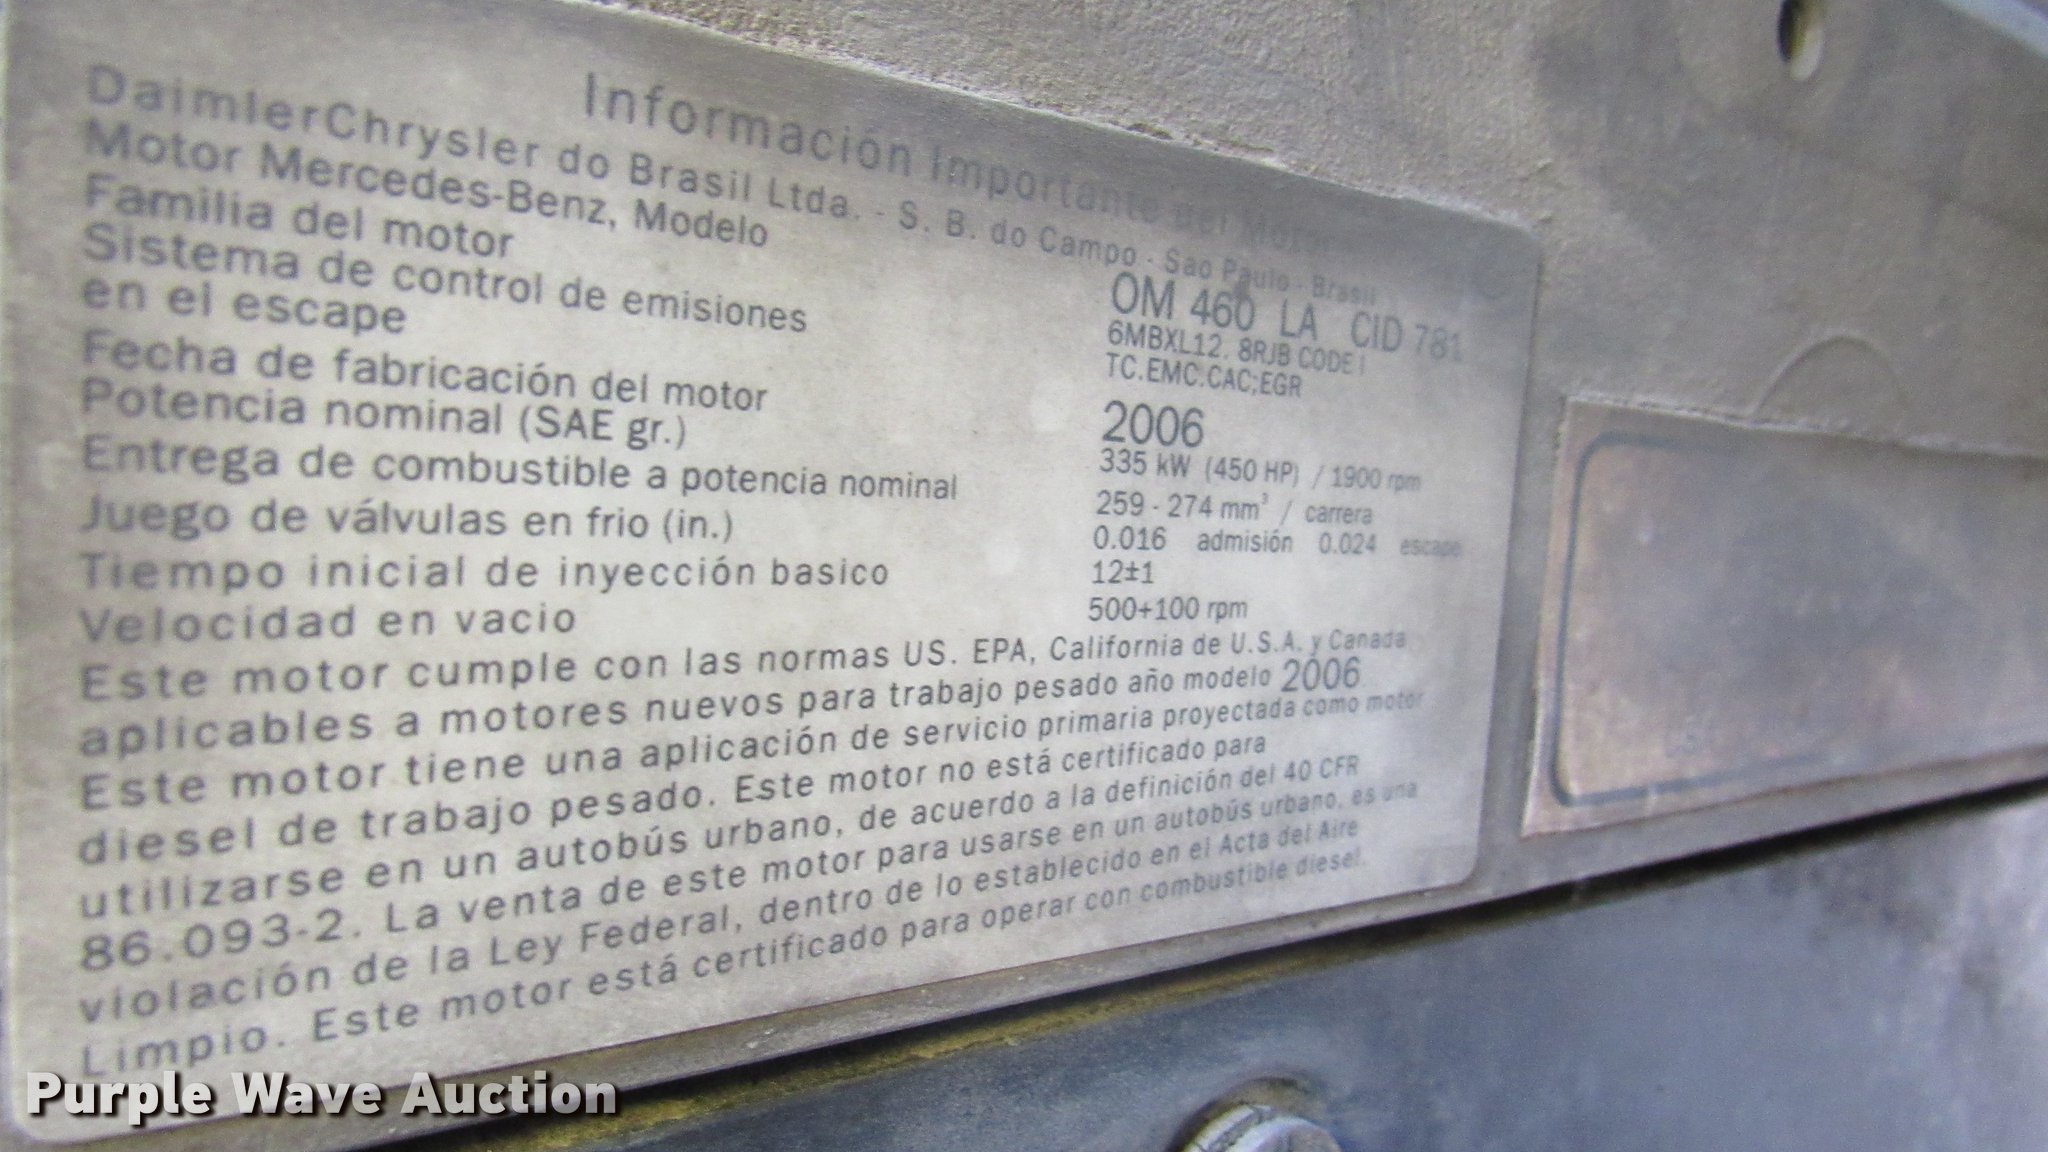 Información Importante del Motor
DaimlerChrysler do Brasil Ltda. - S. B. do Campo - Sao Paulo - Brasil
Motor Mercedes-Benz, Modelo OM 460 LA CID 781
Familia del motor 6MBXL12. 8RJB CODE I
Sistema de control de emisiones TC.EMC.CAC;EGR
en el escape
Fecha de fabricación del motor 2006
Potencia nominal (SAE gr.) 335 kW (450 HP) / 1900 rpm
Entrega de combustible a potencia nominal 259 - 274 mm³ / carrera
Juego de válvulas en frio (in.) 0.016 admisión 0.024 escape
Tiempo inicial de inyección basico 12±1
Velocidad en vacio 500+100 rpm
Este motor cumple con las normas US. EPA, California de U.S.A. y Canada
aplicables a motores nuevos para trabajo pesado año modelo 2006
Este motor tiene una aplicación de servicio primaria proyectada como motor
diesel de trabajo pesado. Este motor no está certificado para
utilizarse en un autobús urbano, de acuerdo a la definición del 40 CFR
86.093-2. La venta de este motor para usarse en un autobús urbano, es una
violación de la Ley Federal, dentro de lo establecido en el Acta del Aire
Limpio. Este motor está certificado para operar con combustible diesel.
Purple Wave Auction